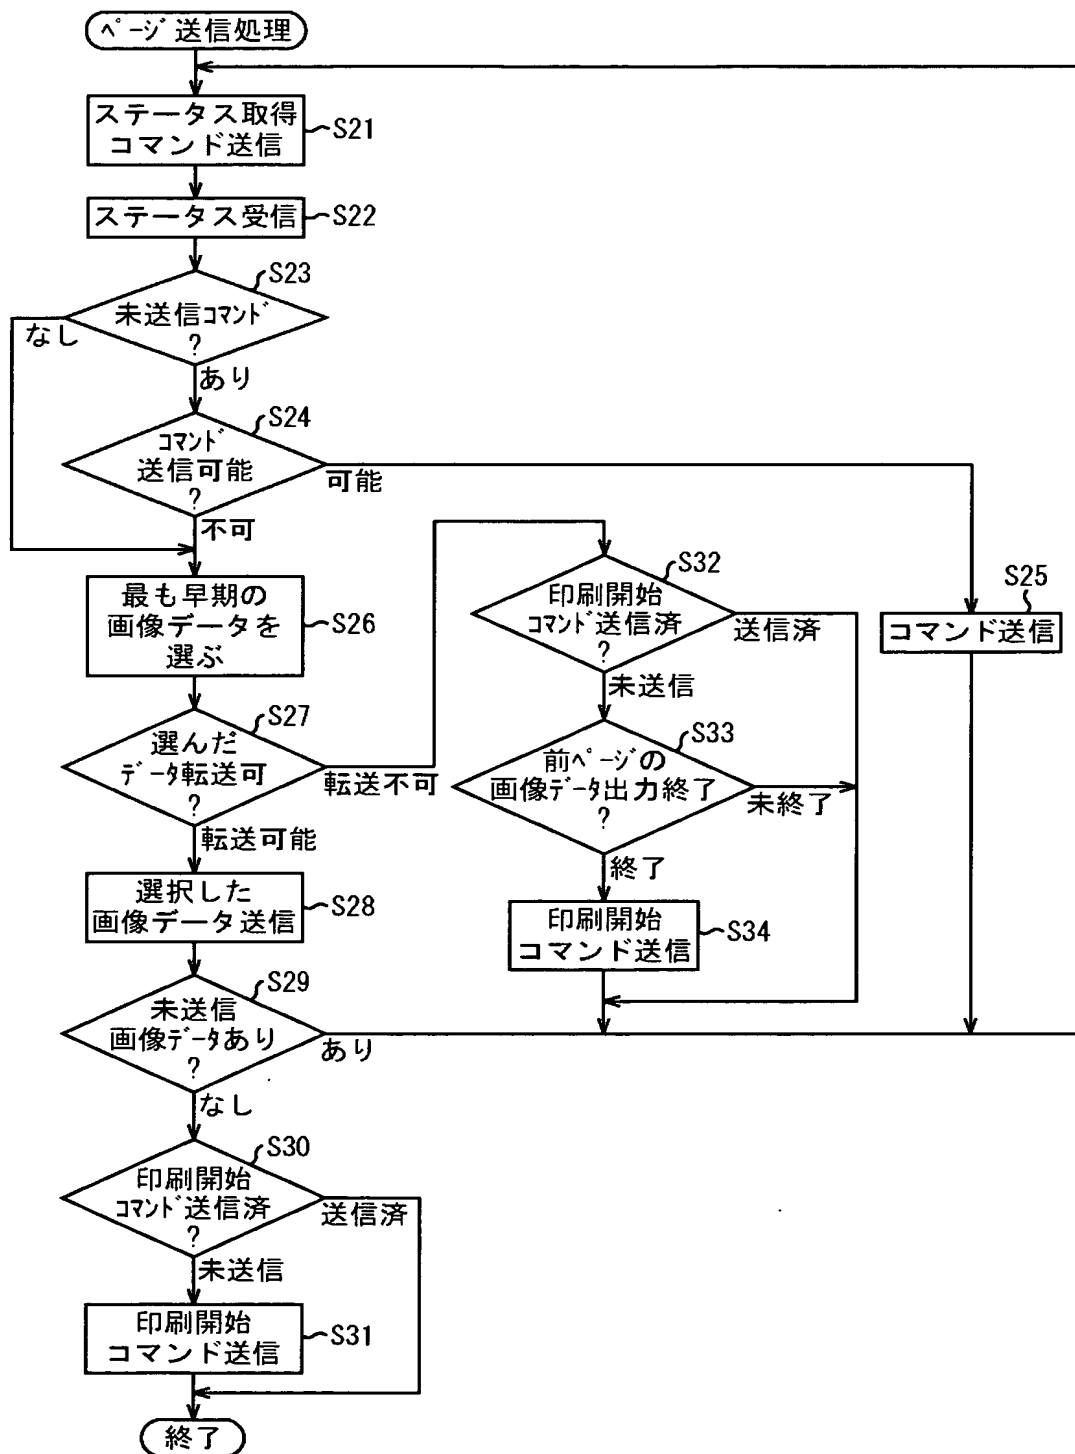 ﾍﾟｰｼﾞ送信処理
ステータス取得
コマンド送信
S21
ステータス受信
S22
S23
未送信ｺﾏﾝﾄﾞ
?
なし
あり
S24
ｺﾏﾝﾄﾞ
送信可能
?
可能
不可
S25
コマンド送信
最も早期の
画像データを
選ぶ
S26
S27
選んだ
ﾃﾞｰﾀ転送可
?
転送不可
転送可能
S32
印刷開始
ｺﾏﾝﾄﾞ送信済
?
送信済
未送信
S33
前ﾍﾟｰｼﾞの
画像ﾃﾞｰﾀ出力終了
?
未終了
終了
印刷開始
コマンド送信
S34
選択した
画像データ送信
S28
S29
未送信
画像ﾃﾞｰﾀあり
?
あり
なし
S30
印刷開始
ｺﾏﾝﾄﾞ送信済
?
送信済
未送信
印刷開始
コマンド送信
S31
終了